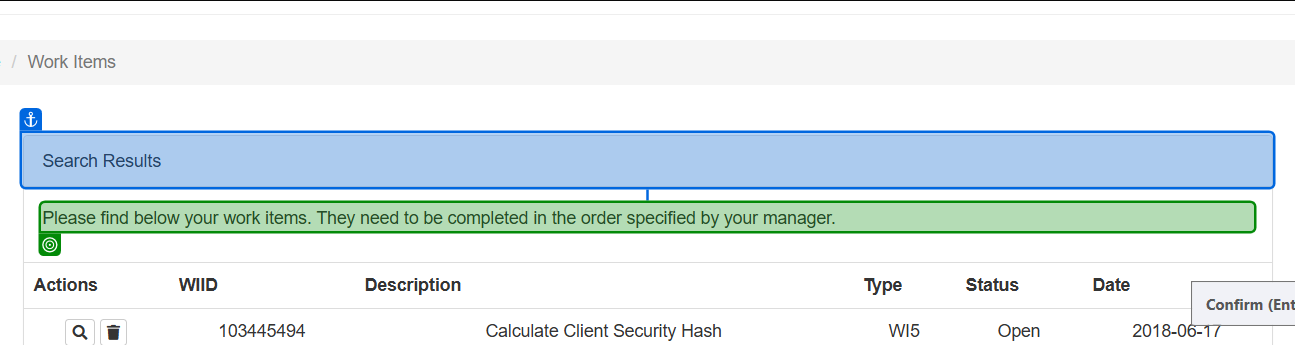 / Work Items
Search Results
Please find below your work items. They need to be completed in the order specified by your manager.
Actions WIID Description Type Status Date
Confirm (Ent
103445494 Calculate Client Security Hash WI5 Open 2018-06-17